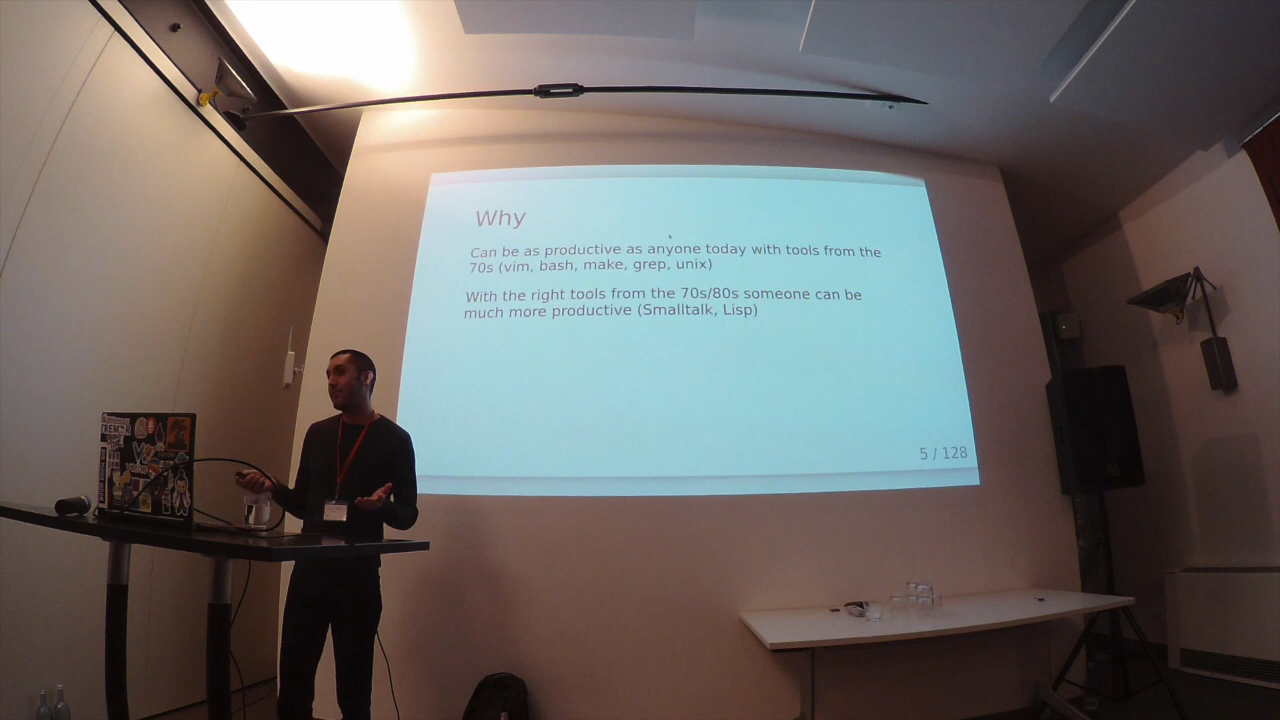 Why
Can be as productive as anyone today with tools from the
70s (vim, bash, make, grep, unix)
With the right tools from the 70s/80s someone can be
much more productive (Smalltalk, Lisp)
5 / 128